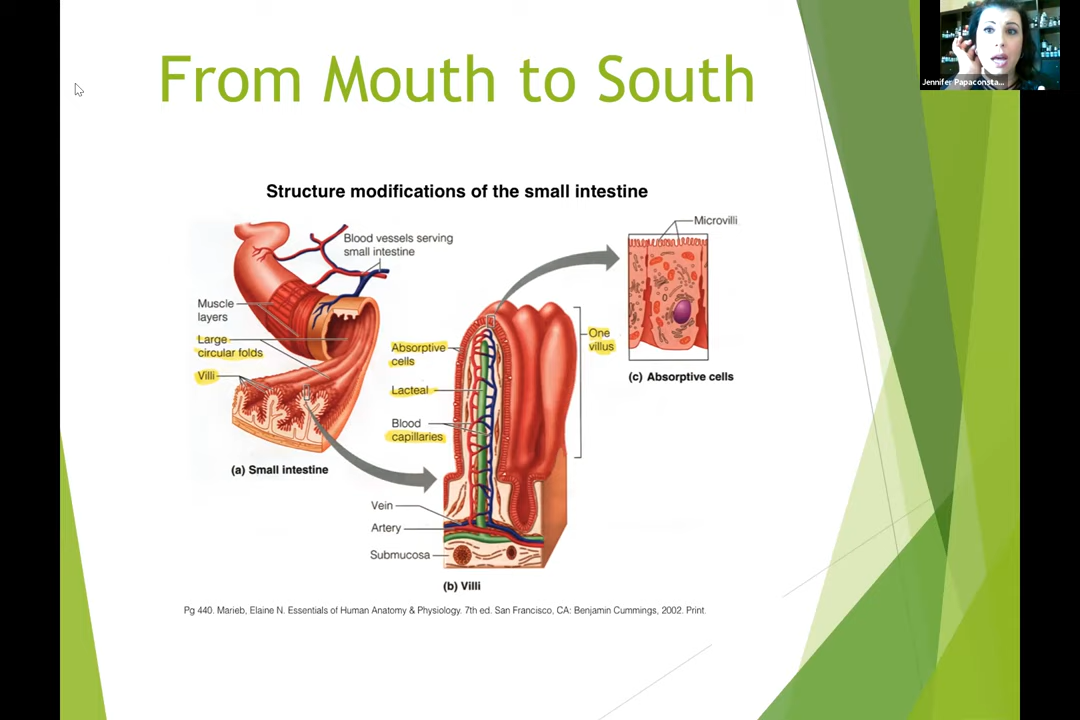 From Mouth to South
Jennifer Papaconsta...
Structure modifications of the small intestine
Blood vessels serving
small intestine
Muscle
layers
Large
circular folds
Villi
(a) Small intestine
Absorptive
cells
Lacteal
Blood
capillaries
One
villus
Vein
Artery
Submucosa
(b) Villi
Microvilli
(c) Absorptive cells
Pg 440. Marieb, Elaine N. Essentials of Human Anatomy & Physiology. 7th ed. San Francisco, CA: Benjamin Cummings, 2002. Print.